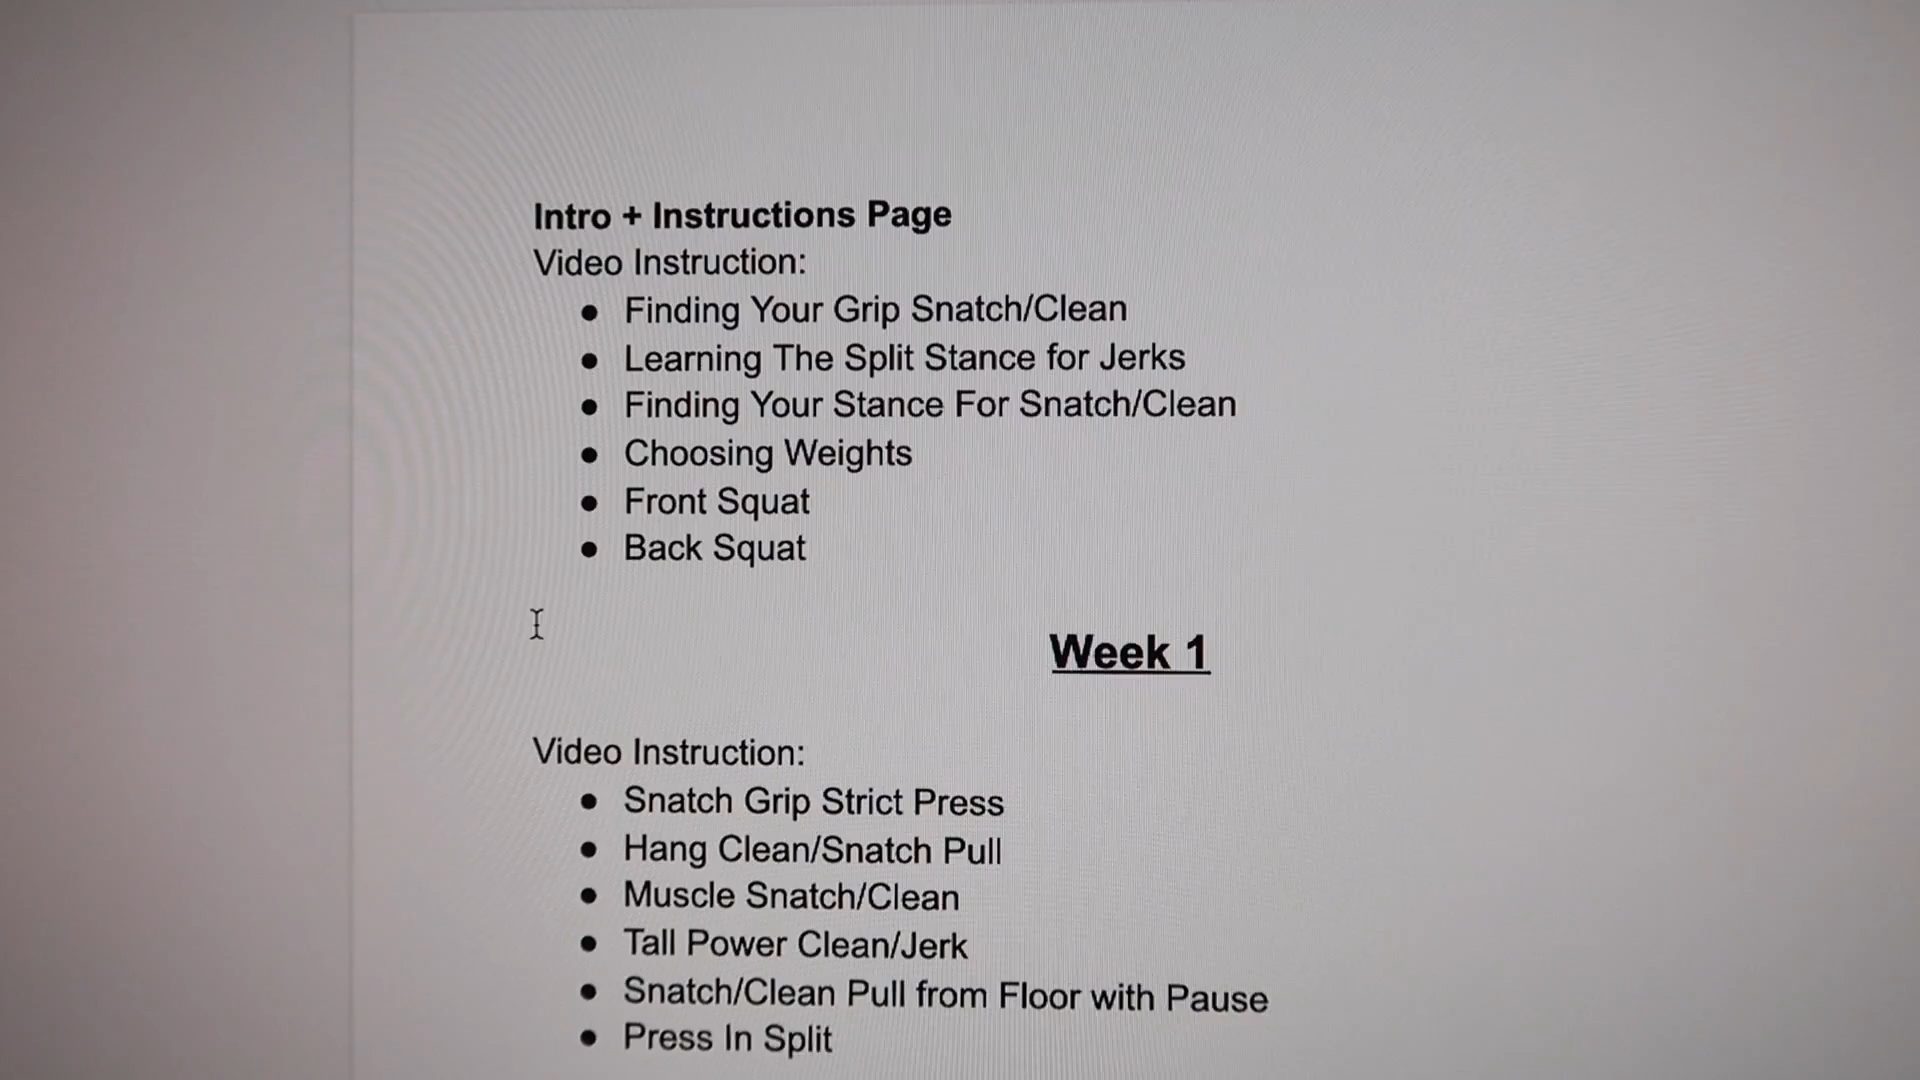 Intro + Instructions Page
Video Instruction:
● Finding Your Grip Snatch/Clean
● Learning The Split Stance for Jerks
● Finding Your Stance For Snatch/Clean
● Choosing Weights
● Front Squat
● Back Squat
Week 1
Video Instruction:
● Snatch Grip Strict Press
● Hang Clean/Snatch Pull
● Muscle Snatch/Clean
● Tall Power Clean/Jerk
● Snatch/Clean Pull from Floor with Pause
● Press In Split